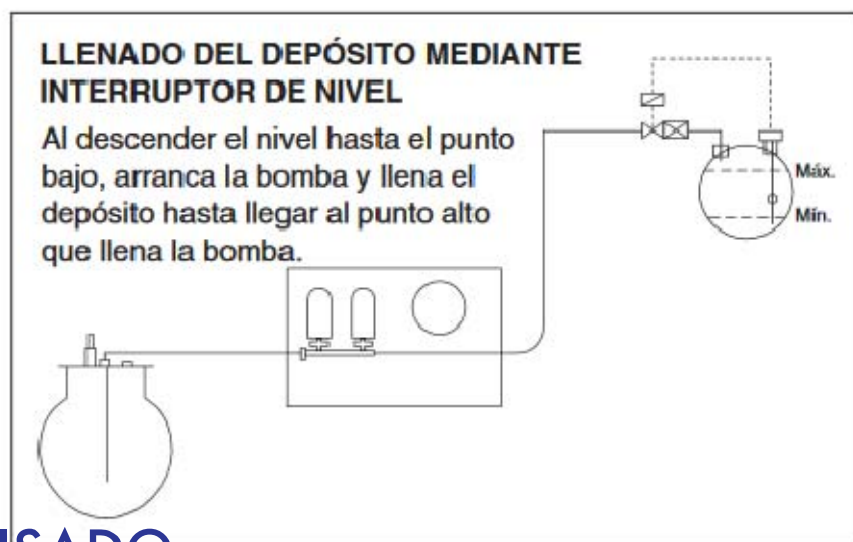 LLENADO DEL DEPÓSITO MEDIANTE
INTERRUPTOR DE NIVEL
Al descender el nivel hasta el punto
bajo, arranca la bomba y llena el
depósito hasta llegar al punto alto
que llena la bomba.
Máx.
Mín.